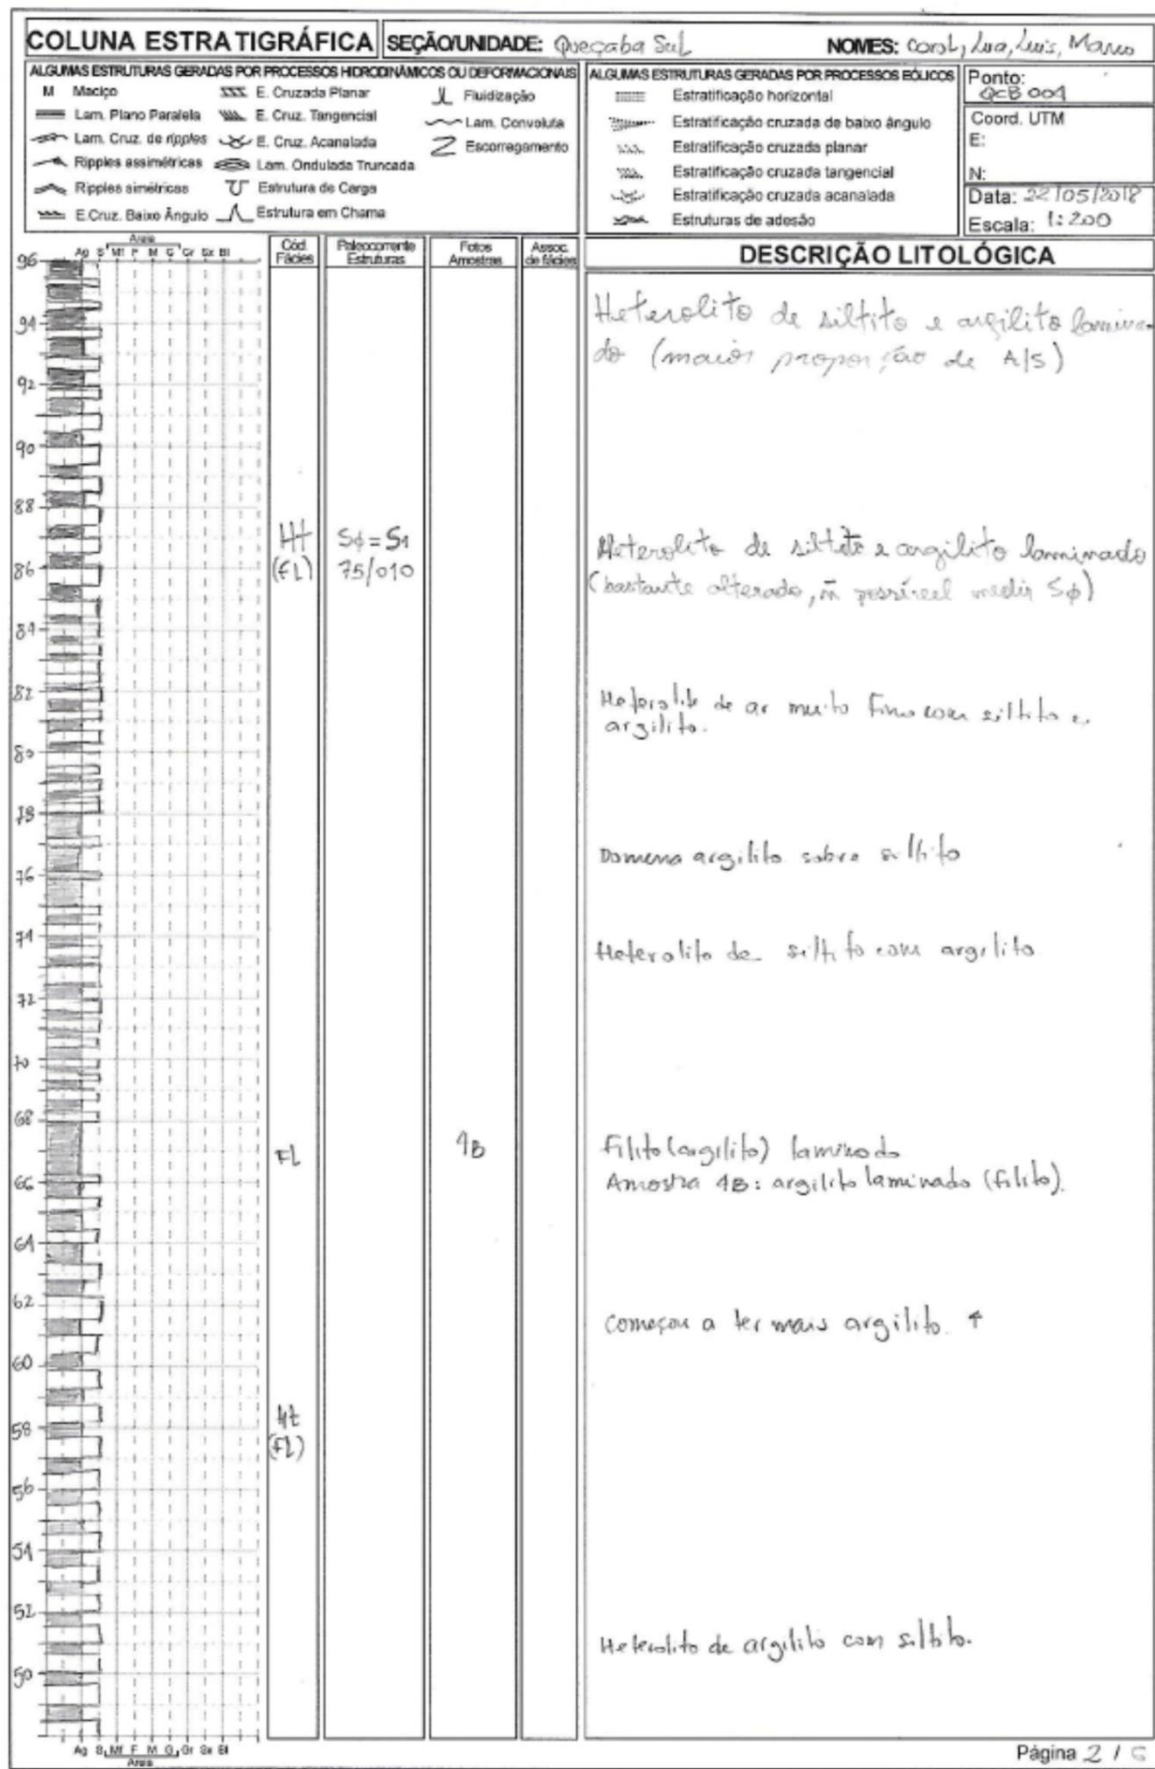 COLUNA ESTRATIGRÁFICA SEÇÃO/UNIDADE: Queçaba Sul NOMES: Carol, Lua, Luis, Marco
ALGUMAS ESTRUTURAS GERADAS POR PROCESSOS HIDRODINÂMICOS OU DEFORMACIONAIS
M Maciço E. Cruzada Planar Fluidização
Lam. Plano Paralela E. Cruz. Tangencial Lam. Convoluta
Lam. Cruz. de ripples E. Cruz. Acanalada Escorregamento
Ripples assimétricas Lam. Ondulada Truncada
Ripples simétricas Estrutura de Carga
E.Cruz. Baixo Ângulo Estrutura em Chama
ALGUMAS ESTRUTURAS GERADAS POR PROCESSOS EÓLICOS
Estratificação horizontal
Estratificação cruzada de baixo ângulo
Estratificação cruzada planar
Estratificação cruzada tangencial
Estratificação cruzada acanalada
Estruturas de adesão
Ponto:
QCB 001
Coord. UTM
E:
N:
Data: 22/05/2018
Escala: 1:200
Areia
Ag S Mf F M G Gr Sx Bl
Cód. Fácies
Paleocorrente Estruturas
Fotos Amostras
Assoc. de fácies
DESCRIÇÃO LITOLÓGICA
96
Heterolito de siltito e argilito lamina-
94
do (maior proporção de A/S)
92
90
88
Ht Sϕ=S1
Heterolito de siltito e argilito laminado
86
(FL) 75/010
(bastante alterado, ñ possível medir Sϕ)
84
82
Heterolito de ar muito fino com siltito e
argilito.
80
78
Domina argilito sobre siltito
76
74
Heterolito de siltito com argilito
72
70
68
FL 1B Filito (argilito) laminado
66
Amostra 1B: argilito laminado (filito).
64
62
começou a ter mais argilito. ↑
60
Ht
58
(FL)
56
54
52
Heterolito de argilito com siltito.
50
Ag S Mf F M G Gr Sx Bl
Areia
Página 2 /